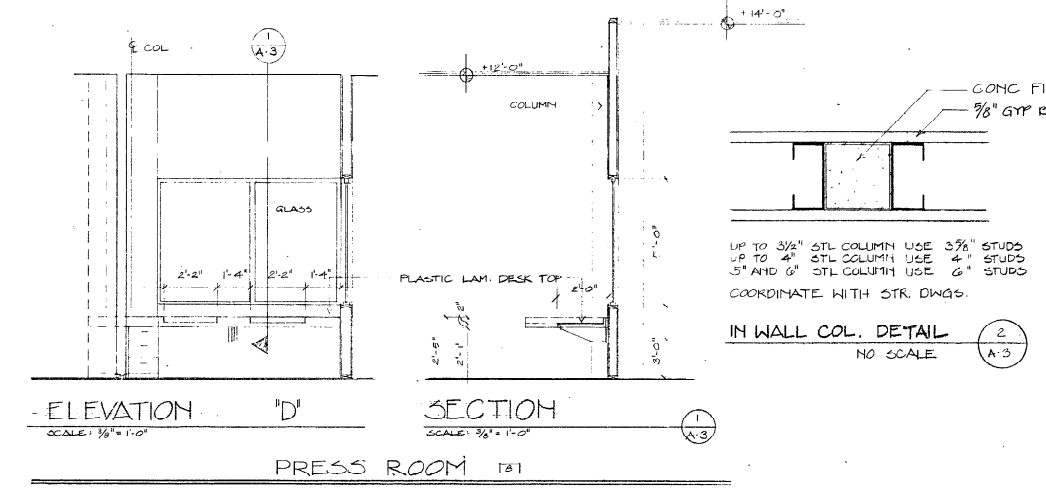 ℄ COL
1
A·3
GLASS
2'-2" 1'-4" 2'-2" 1'-4"
ELEVATION "D"
SCALE: 3/8" = 1'-0"
+12'-0"
COLUMN
+14'-0"
PLASTIC LAM. DESK TOP
2'-0"
2"
2'-5"
2'-1"
3'-0"
SECTION
SCALE: 3/8" = 1'-0"
1
A·3
PRESS ROOM
CONC FI
5/8" GYP
UP TO 3 1/2" STL COLUMN USE 3 5/8" STUDS
UP TO 4" STL COLUMN USE 4" STUDS
5" AND 6" STL COLUMN USE 6" STUDS
COORDINATE WITH STR. DWGS.
IN WALL COL. DETAIL
NO SCALE
2
A·3